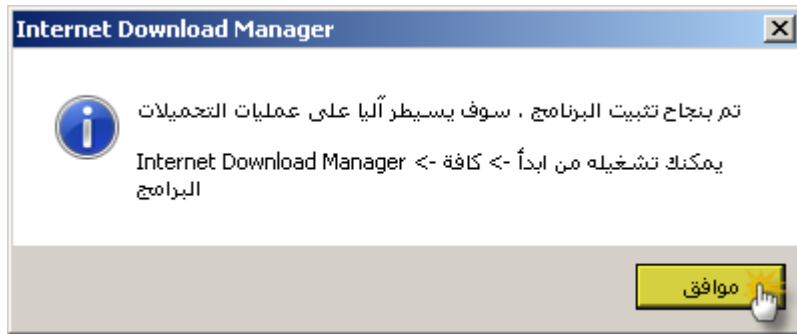 Internet Download Manager
تم بنجاح تثبيت البرنامج ، سوف يسيطر آليا على عمليات التحميلات
يمكنك تشغيله من ابدأ -> كافة -> Internet Download Manager
البرامج
موافق